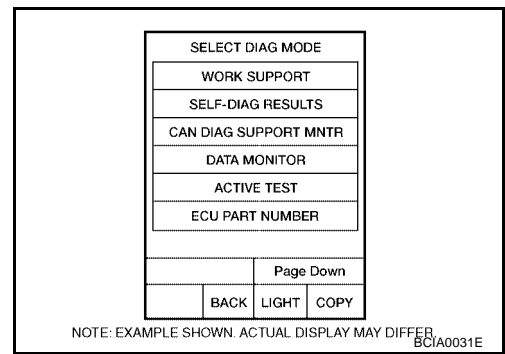 SELECT DIAG MODE
WORK SUPPORT
SELF-DIAG RESULTS
CAN DIAG SUPPORT MNTR
DATA MONITOR
ACTIVE TEST
ECU PART NUMBER
Page Down
BACK LIGHT COPY
NOTE: EXAMPLE SHOWN. ACTUAL DISPLAY MAY DIFFER.
BCIA0031E